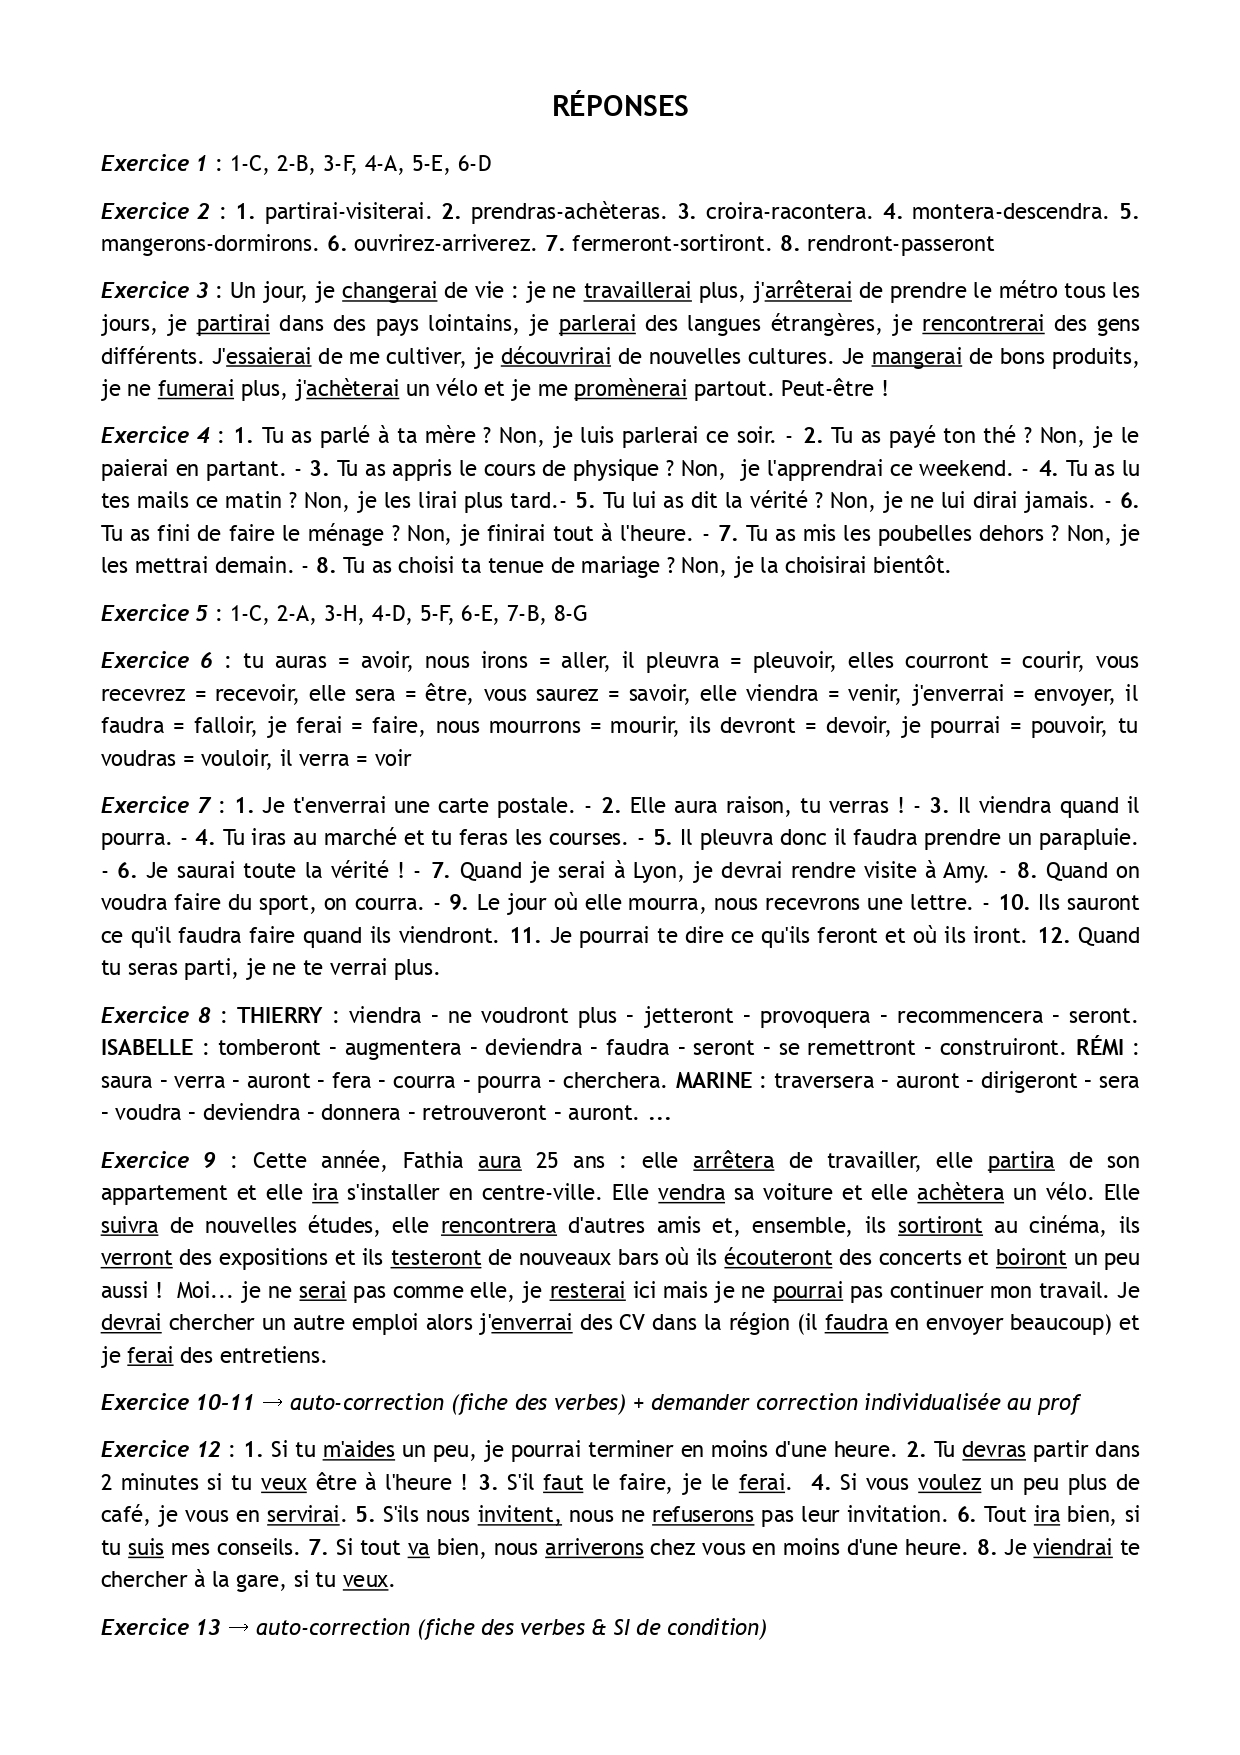 RÉPONSES
Exercice 1 : 1-C, 2-B, 3-F, 4-A, 5-E, 6-D
Exercice 2 : 1. partirai-visiterai. 2. prendras-achèteras. 3. croira-racontera. 4. montera-descendra. 5.
mangerons-dormirons. 6. ouvrirez-arriverez. 7. fermeront-sortiront. 8. rendront-passeront
Exercice 3 : Un jour, je changerai de vie : je ne travaillerai plus, j'arrêterai de prendre le métro tous les
jours, je partirai dans des pays lointains, je parlerai des langues étrangères, je rencontrerai des gens
différents. J'essaierai de me cultiver, je découvrirai de nouvelles cultures. Je mangerai de bons produits,
je ne fumerai plus, j'achèterai un vélo et je me promènerai partout. Peut-être !
Exercice 4 : 1. Tu as parlé à ta mère ? Non, je luis parlerai ce soir. - 2. Tu as payé ton thé ? Non, je le
paierai en partant. - 3. Tu as appris le cours de physique ? Non,  je l'apprendrai ce weekend. - 4. Tu as lu
tes mails ce matin ? Non, je les lirai plus tard.- 5. Tu lui as dit la vérité ? Non, je ne lui dirai jamais. - 6.
Tu as fini de faire le ménage ? Non, je finirai tout à l'heure. - 7. Tu as mis les poubelles dehors ? Non, je
les mettrai demain. - 8. Tu as choisi ta tenue de mariage ? Non, je la choisirai bientôt.
Exercice 5 : 1-C, 2-A, 3-H, 4-D, 5-F, 6-E, 7-B, 8-G
Exercice 6 : tu auras = avoir, nous irons = aller, il pleuvra = pleuvoir, elles courront = courir, vous
recevrez = recevoir, elle sera = être, vous saurez = savoir, elle viendra = venir, j'enverrai = envoyer, il
faudra = falloir, je ferai = faire, nous mourrons = mourir, ils devront = devoir, je pourrai = pouvoir, tu
voudras = vouloir, il verra = voir
Exercice 7 : 1. Je t'enverrai une carte postale. - 2. Elle aura raison, tu verras ! - 3. Il viendra quand il
pourra. - 4. Tu iras au marché et tu feras les courses. - 5. Il pleuvra donc il faudra prendre un parapluie.
- 6. Je saurai toute la vérité ! - 7. Quand je serai à Lyon, je devrai rendre visite à Amy. - 8. Quand on
voudra faire du sport, on courra. - 9. Le jour où elle mourra, nous recevrons une lettre. - 10. Ils sauront
ce qu'il faudra faire quand ils viendront. 11. Je pourrai te dire ce qu'ils feront et où ils iront. 12. Quand
tu seras parti, je ne te verrai plus.
Exercice 8 : THIERRY : viendra – ne voudront plus – jetteront – provoquera – recommencera – seront.
ISABELLE : tomberont – augmentera – deviendra – faudra – seront – se remettront – construiront. RÉMI :
saura – verra – auront – fera – courra – pourra – cherchera. MARINE : traversera – auront – dirigeront – sera
– voudra – deviendra – donnera – retrouveront – auront. ...
Exercice 9 : Cette année, Fathia aura 25 ans : elle arrêtera de travailler, elle partira de son
appartement et elle ira s'installer en centre-ville. Elle vendra sa voiture et elle achètera un vélo. Elle
suivra de nouvelles études, elle rencontrera d'autres amis et, ensemble, ils sortiront au cinéma, ils
verront des expositions et ils testeront de nouveaux bars où ils écouteront des concerts et boiront un peu
aussi !  Moi... je ne serai pas comme elle, je resterai ici mais je ne pourrai pas continuer mon travail. Je
devrai chercher un autre emploi alors j'enverrai des CV dans la région (il faudra en envoyer beaucoup) et
je ferai des entretiens.
Exercice 10–11 → auto-correction (fiche des verbes) + demander correction individualisée au prof
Exercice 12 : 1. Si tu m'aides un peu, je pourrai terminer en moins d'une heure. 2. Tu devras partir dans
2 minutes si tu veux être à l'heure ! 3. S'il faut le faire, je le ferai.  4. Si vous voulez un peu plus de
café, je vous en servirai. 5. S'ils nous invitent, nous ne refuserons pas leur invitation. 6. Tout ira bien, si
tu suis mes conseils. 7. Si tout va bien, nous arriverons chez vous en moins d'une heure. 8. Je viendrai te
chercher à la gare, si tu veux.
Exercice 13 → auto-correction (fiche des verbes & SI de condition)